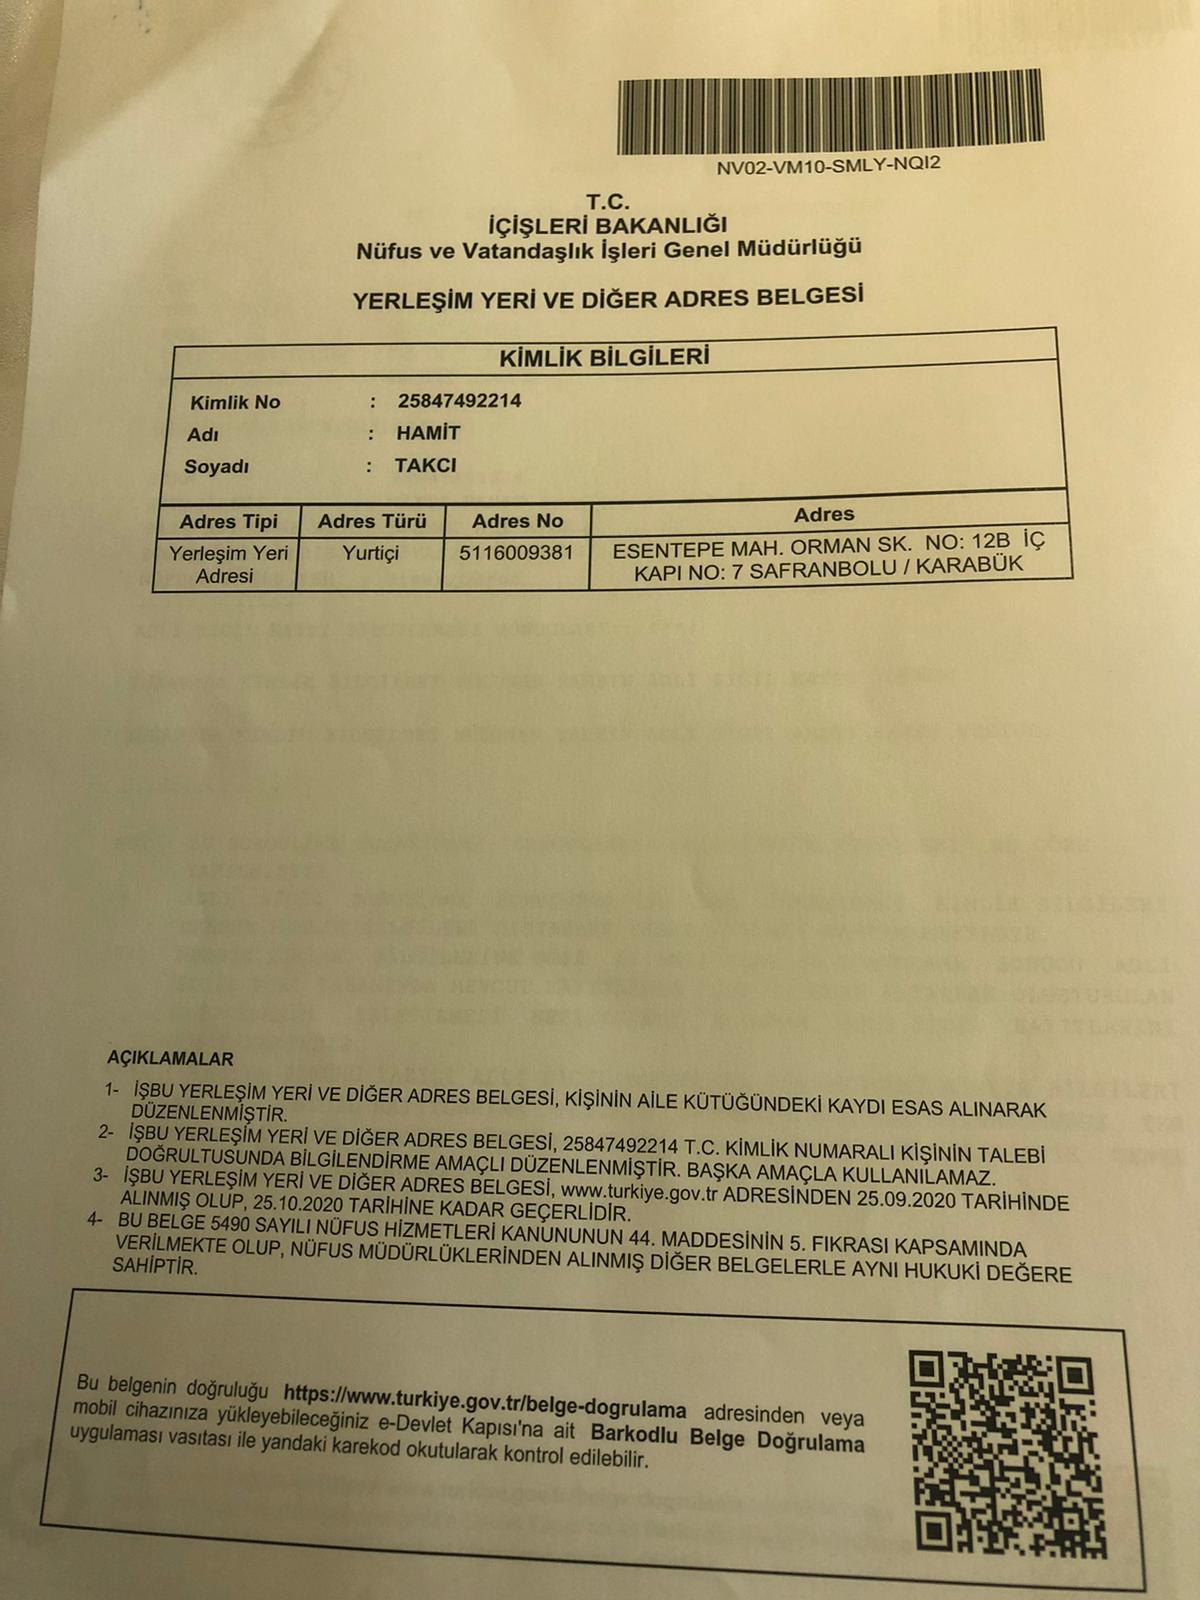 NV02-VM10-SMLY-NQI2
T.C.
İÇİŞLERİ BAKANLIĞI
Nüfus ve Vatandaşlık İşleri Genel Müdürlüğü
YERLEŞİM YERİ VE DİĞER ADRES BELGESİ
KİMLİK BİLGİLERİ
Kimlik No : 25847492214
Adı : HAMİT
Soyadı : TAKCI
Adres Tipi Adres Türü Adres No Adres
Yerleşim Yeri Yurtiçi 5116009381 ESENTEPE MAH. ORMAN SK. NO: 12B İÇ
Adresi KAPI NO: 7 SAFRANBOLU / KARABÜK
AÇIKLAMALAR
1- İŞBU YERLEŞİM YERİ VE DİĞER ADRES BELGESİ, KİŞİNİN AİLE KÜTÜĞÜNDEKİ KAYDI ESAS ALINARAK
DÜZENLENMİŞTİR.
2- İŞBU YERLEŞİM YERİ VE DİĞER ADRES BELGESİ, 25847492214 T.C. KİMLİK NUMARALI KİŞİNİN TALEBİ
DOĞRULTUSUNDA BİLGİLENDİRME AMAÇLI DÜZENLENMİŞTİR. BAŞKA AMAÇLA KULLANILAMAZ.
3- İŞBU YERLEŞİM YERİ VE DİĞER ADRES BELGESİ, www.turkiye.gov.tr ADRESİNDEN 25.09.2020 TARİHİNDE
ALINMIŞ OLUP, 25.10.2020 TARİHİNE KADAR GEÇERLİDİR.
4- BU BELGE 5490 SAYILI NÜFUS HİZMETLERİ KANUNUNUN 44. MADDESİNİN 5. FIKRASI KAPSAMINDA
VERİLMEKTE OLUP, NÜFUS MÜDÜRLÜKLERİNDEN ALINMIŞ DİĞER BELGELERLE AYNI HUKUKİ DEĞERE
SAHİPTİR.
Bu belgenin doğruluğu https://www.turkiye.gov.tr/belge-dogrulama adresinden veya
mobil cihazınıza yükleyebileceğiniz e-Devlet Kapısı'na ait Barkodlu Belge Doğrulama
uygulaması vasıtası ile yandaki karekod okutularak kontrol edilebilir.